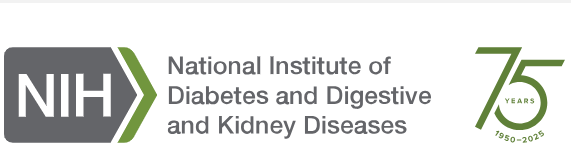 NIH
National Institute of
Diabetes and Digestive
and Kidney Diseases
75
YEARS
1950–2025